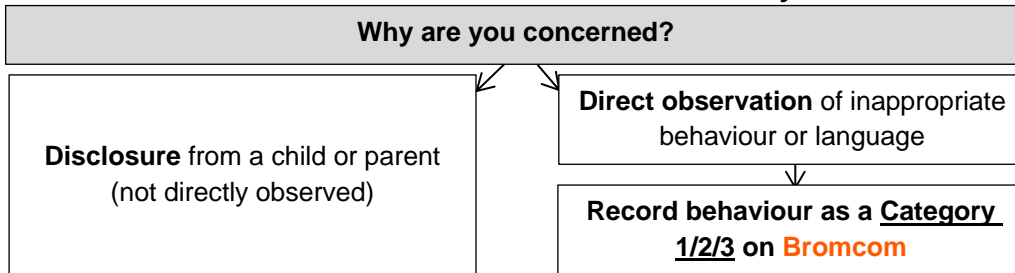 Why are you concerned?
Disclosure from a child or parent
(not directly observed)
Direct observation of inappropriate
behaviour or language
Record behaviour as a Category
1/2/3 on Bromcom